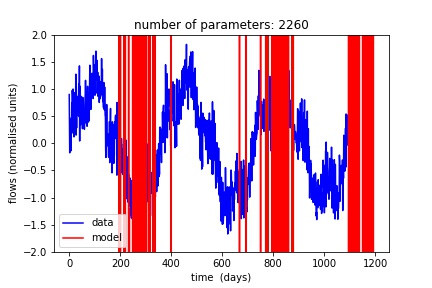 number of parameters: 2260
2.0
1.5
1.0
0.5
0.0
−0.5
−1.0
−1.5
−2.0
flows (normalised units)
data
model
0 200 400 600 800 1000 1200
time (days)